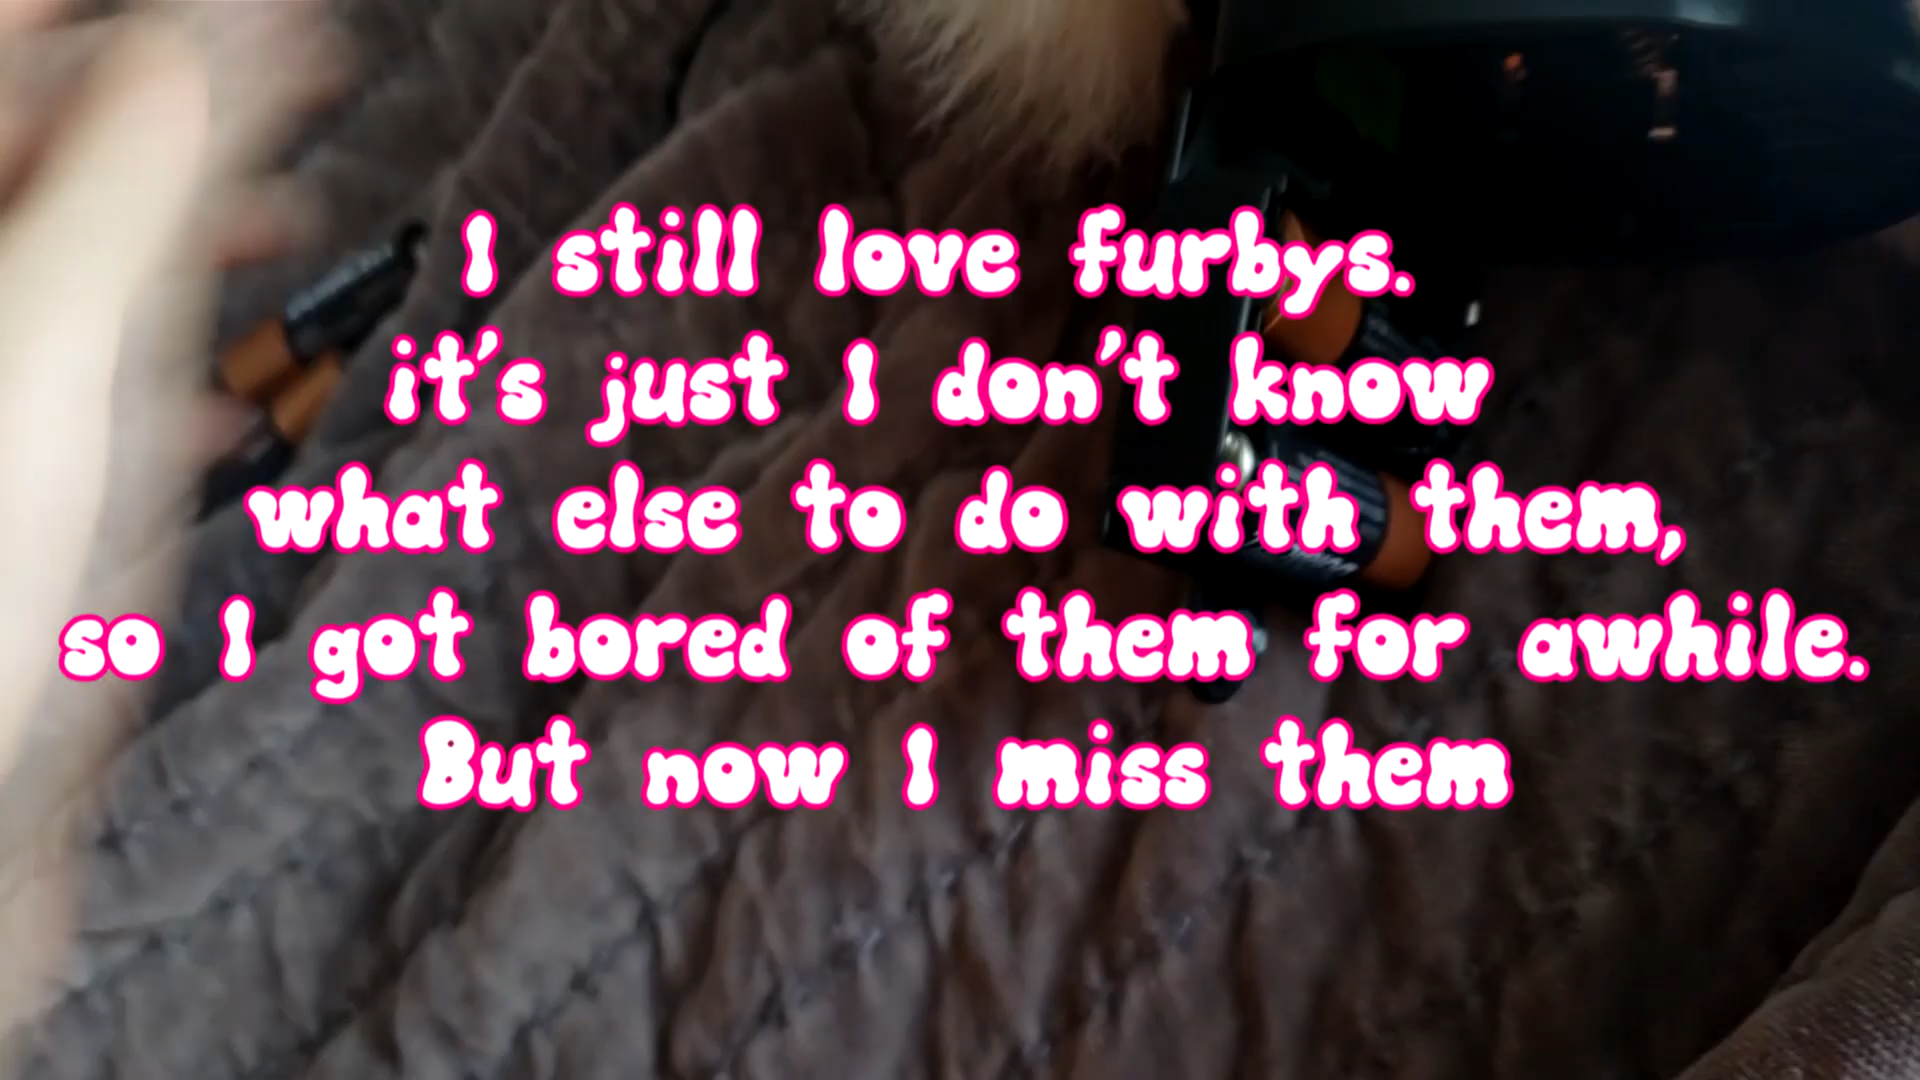 I still love furbys.
it's just I don't know
what else to do with them,
so I got bored of them for awhile.
But now I miss them